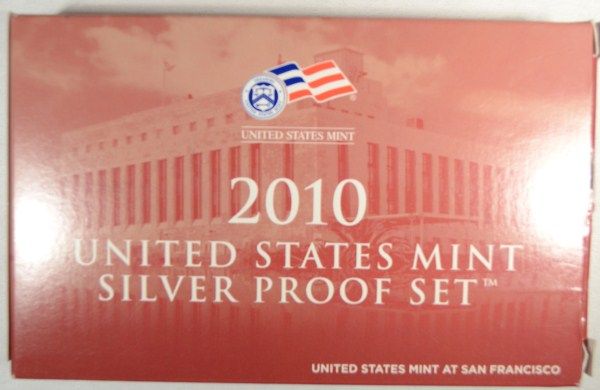 UNITED STATES MINT
2010
UNITED STATES MINT
SILVER PROOF SET™
UNITED STATES MINT AT SAN FRANCISCO